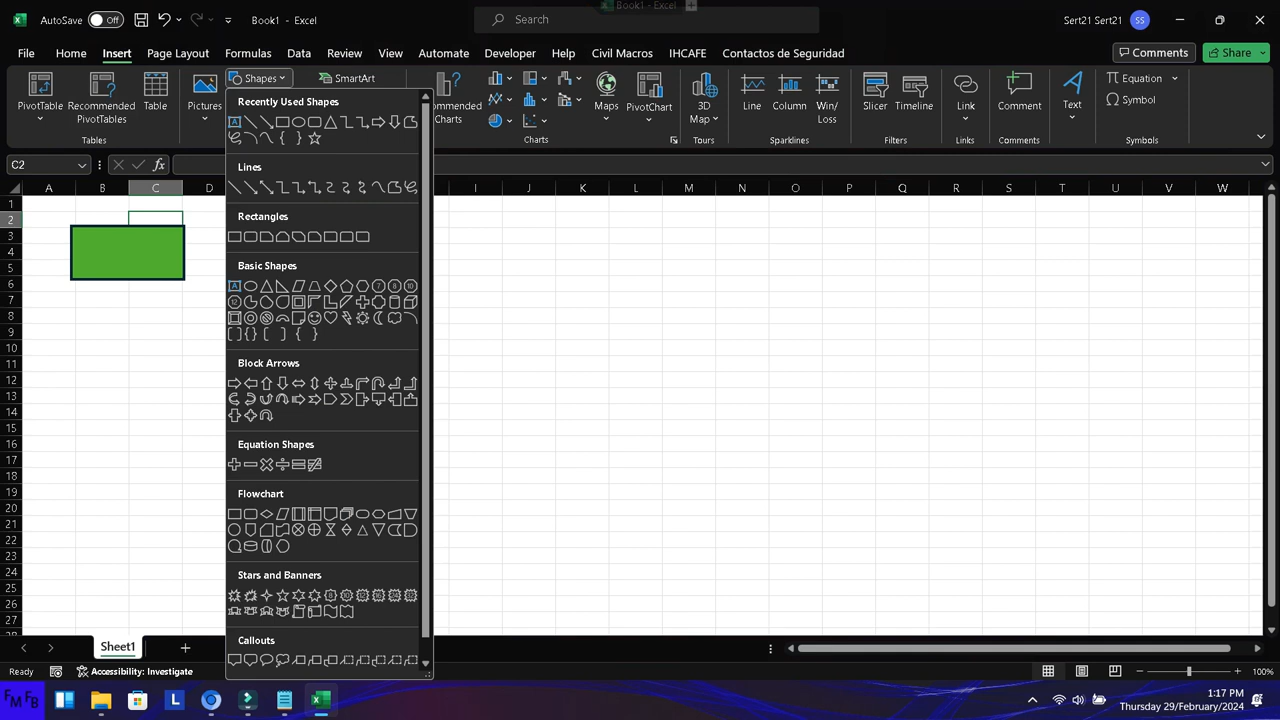 Book1 - Excel
AutoSave Off Book1 - Excel Search Sert21 Sert21 SS
File Home Insert Page Layout Formulas Data Review View Automate Developer Help Civil Macros IHCAFE Contactos de Seguridad Comments Share
PivotTable
Recommended
PivotTables
Table
Pictures
Shapes
SmartArt
ecommended
Charts
Maps
PivotChart
3D
Map
Line
Column
Win/
Loss
Slicer
Timeline
Link
Comment
Text
Equation
Symbol
Tables Charts Tours Sparklines Filters Links Comments Symbols
C2 fx
A B C D I J K L M N O P Q R S T U V W
1
2
3
4
5
6
7
8
9
10
11
12
13
14
15
16
17
18
19
20
21
22
23
24
25
26
27
Recently Used Shapes
Lines
Rectangles
Basic Shapes
Block Arrows
Equation Shapes
Flowchart
Stars and Banners
Callouts
Sheet1
Ready Accessibility: Investigate 100%
FMFB
L
1:17 PM
Thursday 29/February/2024